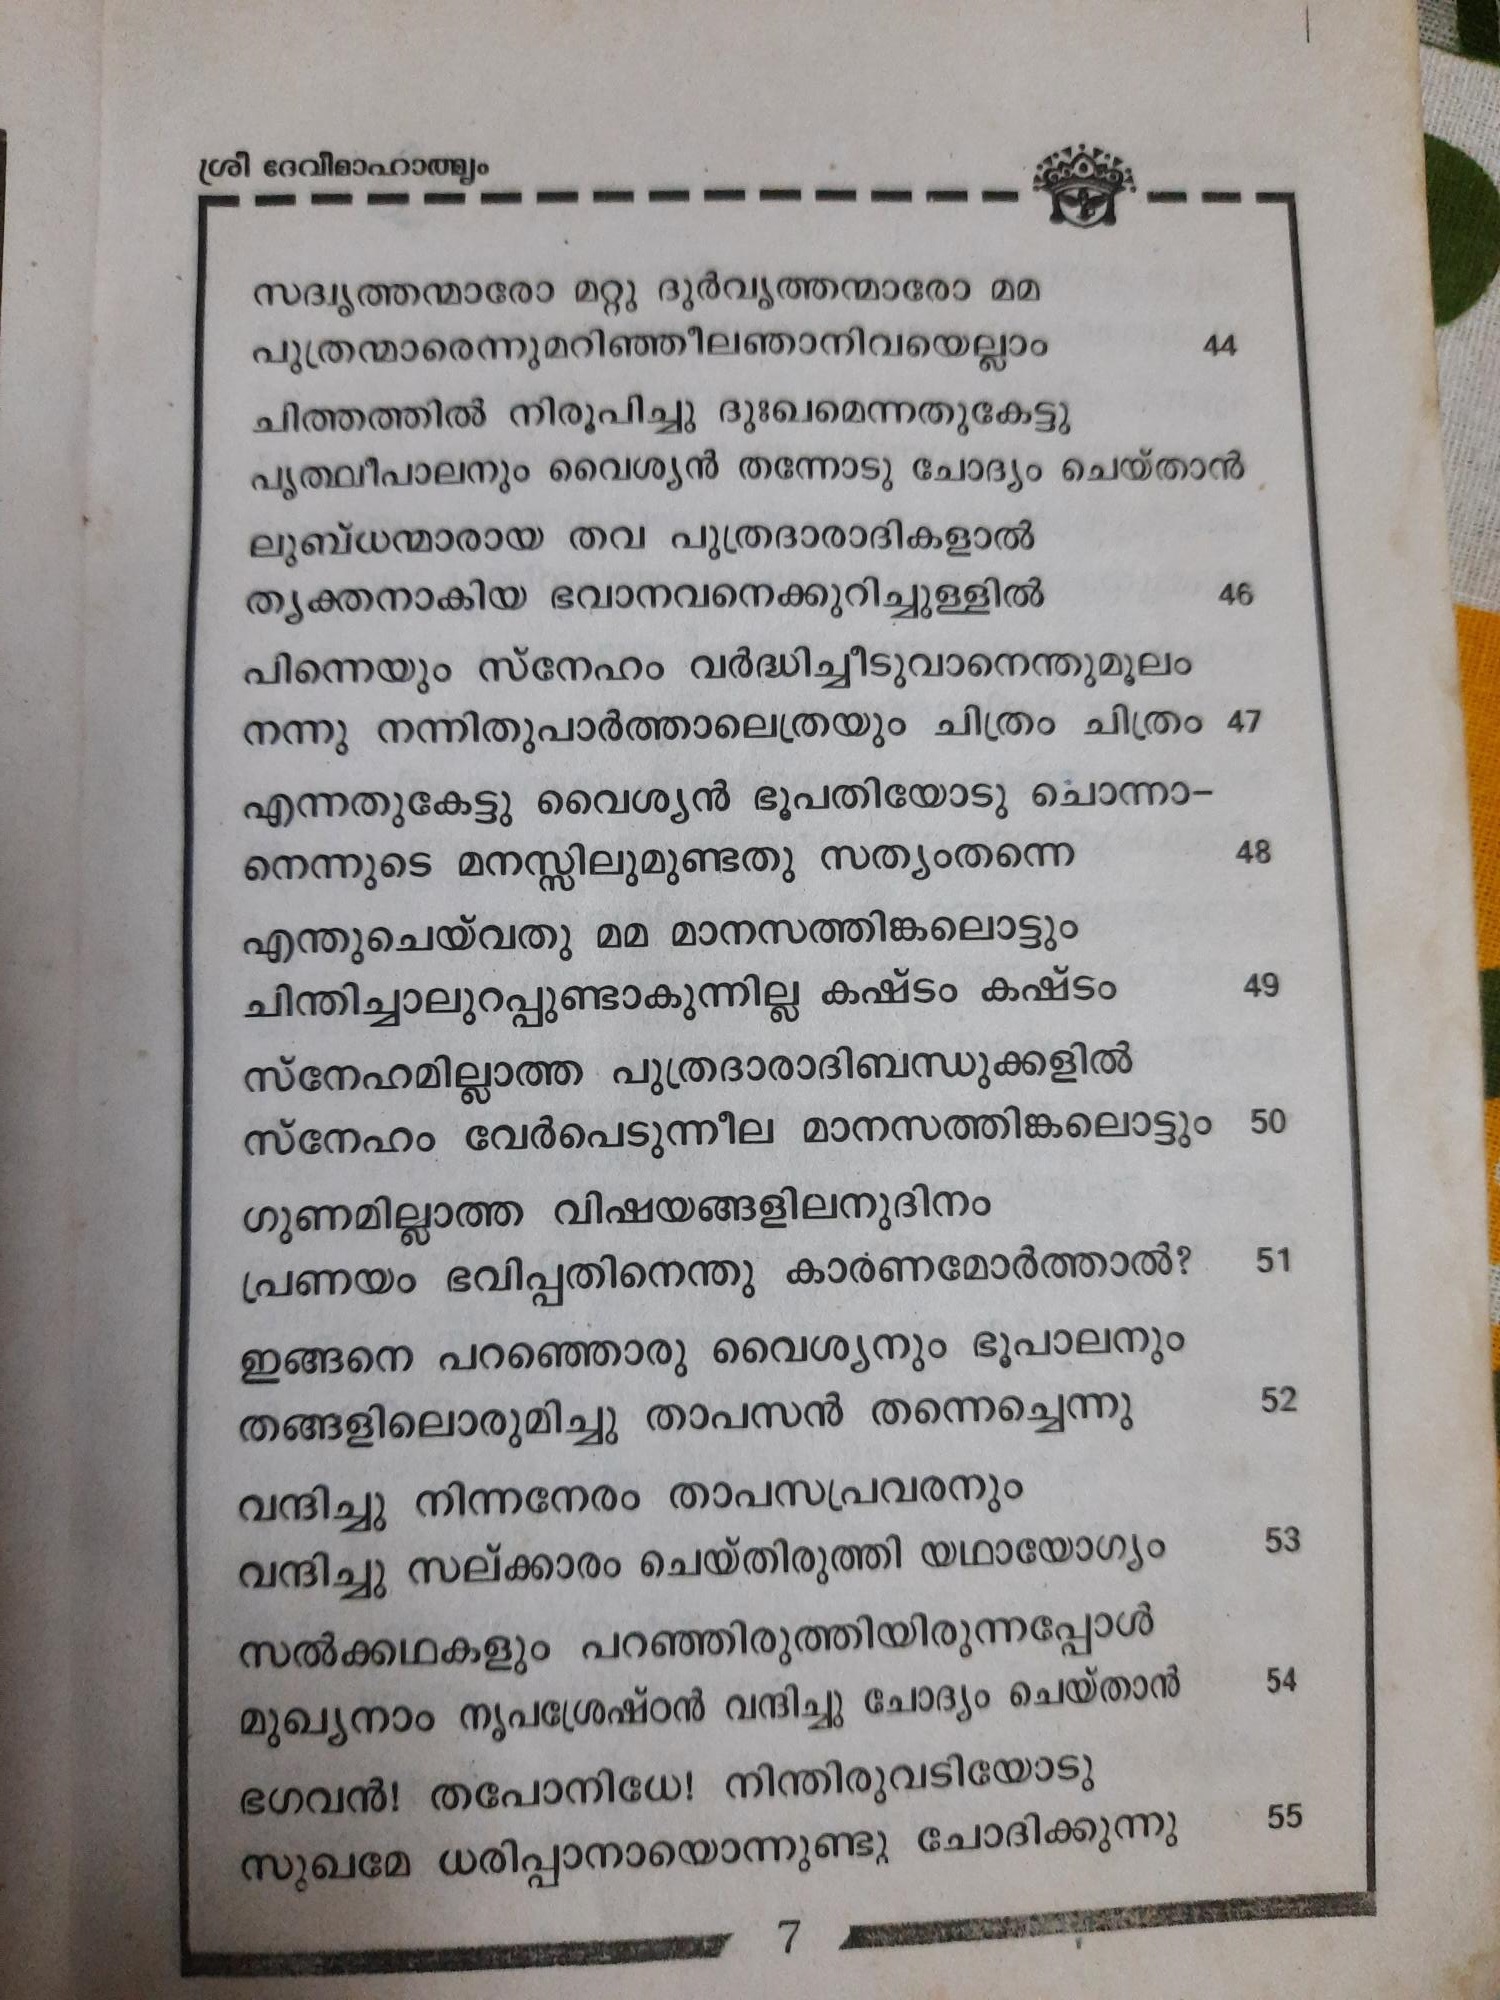 ശ്രീ ദേവീമാഹാത്മ്യം
സദ്വൃത്തന്മാരോ മറ്റു ദുർവൃത്തന്മാരോ മമ
പുത്രന്മാരെന്നുമറിഞ്ഞീലഞാനിവയെല്ലാം 44
ചിത്തത്തിൽ നിരൂപിച്ചു ദുഃഖമെന്നതുകേട്ടു
പൃത്ഥ്വീപാലനും വൈശ്യൻ തന്നോടു ചോദ്യം ചെയ്താൻ
ലുബ്ധന്മാരായ തവ പുത്രദാരാദികളാൽ
തൃക്തനാകിയ ഭവാനവനെക്കുറിച്ചുള്ളിൽ 46
പിന്നെയും സ്നേഹം വർദ്ധിച്ചീടുവാനെന്തുമൂലം
നന്നു നന്നിതുപാർത്താലെത്രയും ചിത്രം ചിത്രം 47
എന്നതുകേട്ടു വൈശ്യൻ ഭൂപതിയോടു ചൊന്നാ-
നെന്നുടെ മനസ്സിലുമുണ്ടതു സത്യംതന്നെ 48
എന്തുചെയ്‌വതു മമ മാനസത്തിങ്കലൊട്ടും
ചിന്തിച്ചാലുറപ്പുണ്ടാകുന്നില്ല കഷ്ടം കഷ്ടം 49
സ്നേഹമില്ലാത്ത പുത്രദാരാദിബന്ധുക്കളിൽ
സ്നേഹം വേർപെടുന്നീല മാനസത്തിങ്കലൊട്ടും 50
ഗുണമില്ലാത്ത വിഷയങ്ങളിലനുദിനം
പ്രണയം ഭവിപ്പതിനെന്തു കാരണമോർത്താൽ? 51
ഇങ്ങനെ പറഞ്ഞൊരു വൈശ്യനും ഭൂപാലനും
തങ്ങളിലൊരുമിച്ചു താപസൻ തന്നെച്ചെന്നു 52
വന്ദിച്ചു നിന്നനേരം താപസപ്രവരനും
വന്ദിച്ചു സല്ക്കാരം ചെയ്തിരുത്തി യഥായോഗ്യം 53
സൽക്കഥകളും പറഞ്ഞിരുത്തിയിരുന്നപ്പോൾ
മുഖ്യനാം നൃപശ്രേഷ്ഠൻ വന്ദിച്ചു ചോദ്യം ചെയ്താൻ 54
ഭഗവൻ! തപോനിധേ! നിന്തിരുവടിയോടു
സുഖമേ ധരിപ്പാനായൊന്നുണ്ടു ചോദിക്കുന്നു 55
7